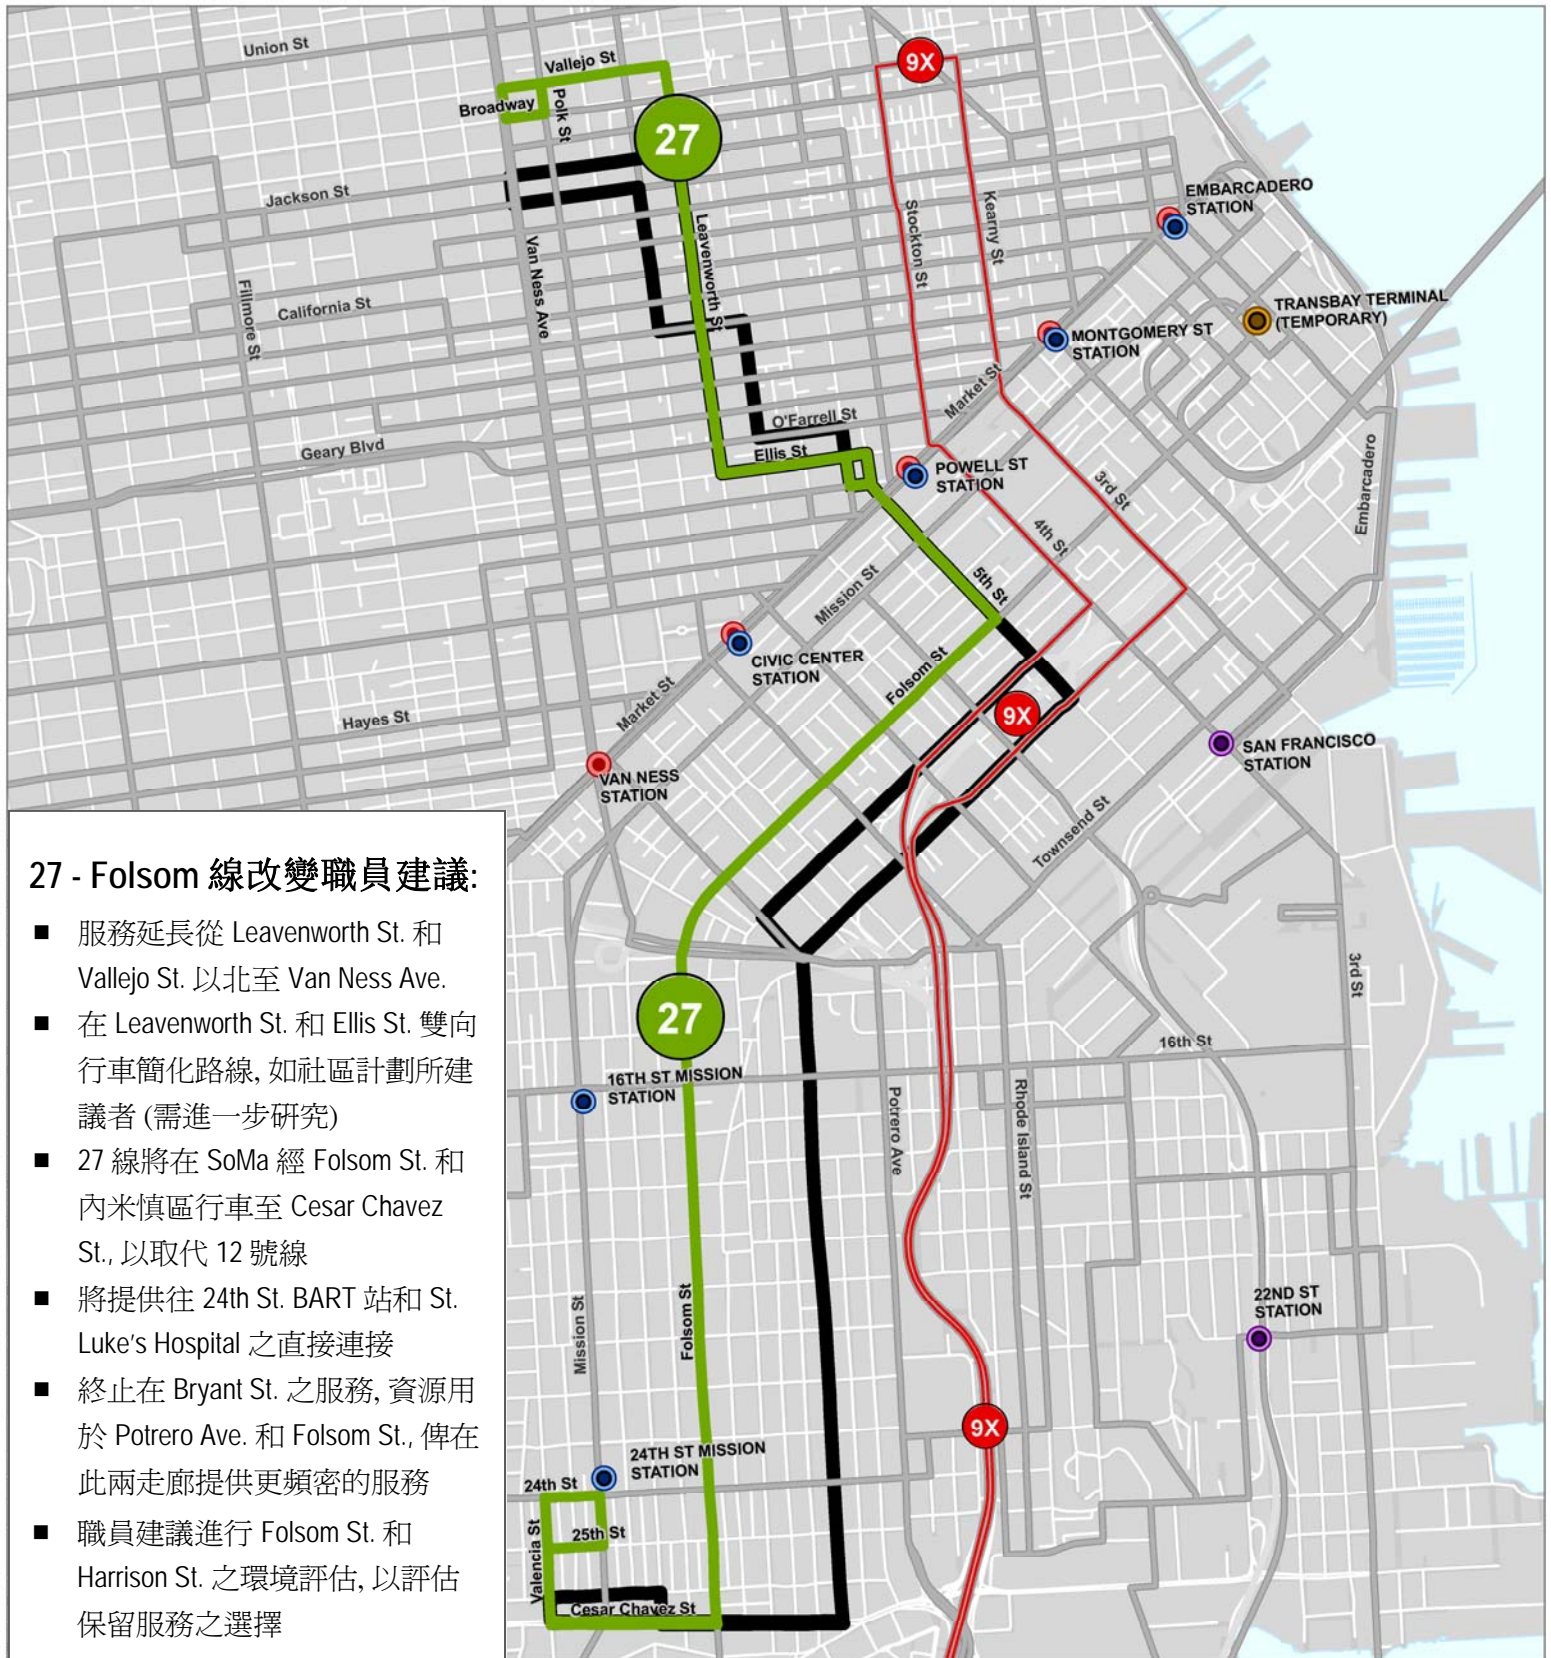 Union St
Vallejo St
9X
Broadway
Polk St
27
Jackson St
EMBARCADERO
STATION
Stockton St
Kearny St
Leavenworth St
Van Ness Ave
Fillmore St
California St
TRANSBAY TERMINAL
(TEMPORARY)
MONTGOMERY ST
STATION
Market St
O'Farrell St
Geary Blvd
Ellis St
POWELL ST
STATION
3rd St
Embarcadero
4th St
5th St
Mission St
CIVIC CENTER
STATION
Folsom St
Market St
Hayes St
9X
SAN FRANCISCO
STATION
VAN NESS
STATION
Townsend St
27 - Folsom 線改變職員建議:
■ 服務延長從 Leavenworth St. 和
Vallejo St. 以北至 Van Ness Ave.
■ 在 Leavenworth St. 和 Ellis St. 雙向
行車簡化路線, 如社區計劃所建
議者 (需進一步研究)
■ 27 線將在 SoMa 經 Folsom St. 和
內米慎區行車至 Cesar Chavez
St., 以取代 12 號線
■ 將提供往 24th St. BART 站和 St.
Luke's Hospital 之直接連接
■ 終止在 Bryant St. 之服務, 資源用
於 Potrero Ave. 和 Folsom St., 俾在
此兩走廊提供更頻密的服務
■ 職員建議進行 Folsom St. 和
Harrison St. 之環境評估, 以評估
保留服務之選擇
3rd St
27
16th St
16TH ST MISSION
STATION
Potrero Ave
Rhode Island St
22ND ST
STATION
Mission St
Folsom St
9X
24TH ST MISSION
STATION
24th St
25th St
Valencia St
Cesar Chavez St